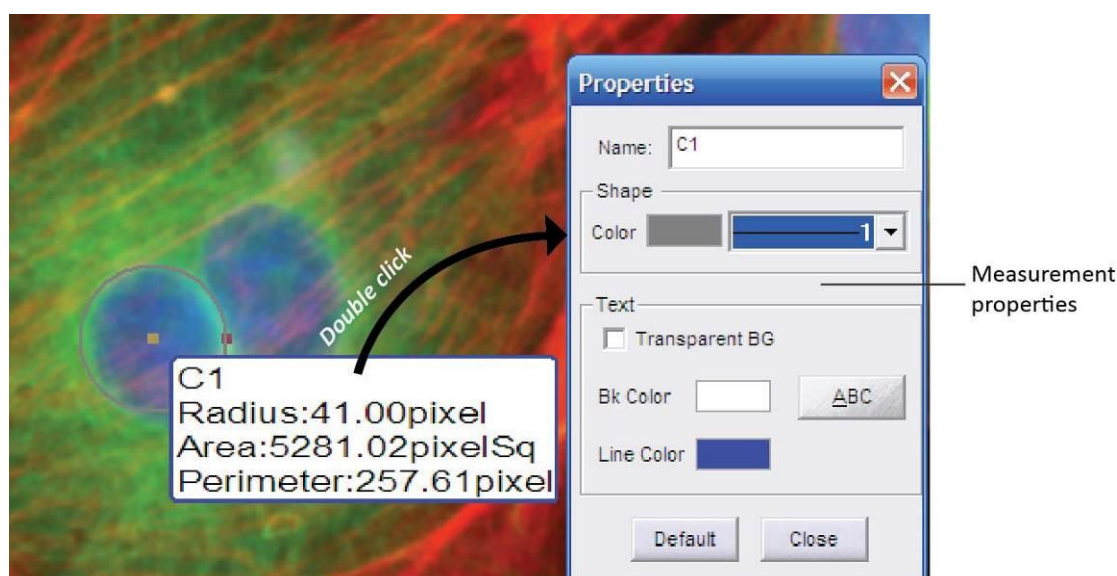 Double click
C1
Radius:41.00pixel
Area:5281.02pixelSq
Perimeter:257.61pixel
Properties
Name: C1
Shape
Color 1
Text
Transparent BG
Bk Color ABC
Line Color
Default Close
Measurement
properties